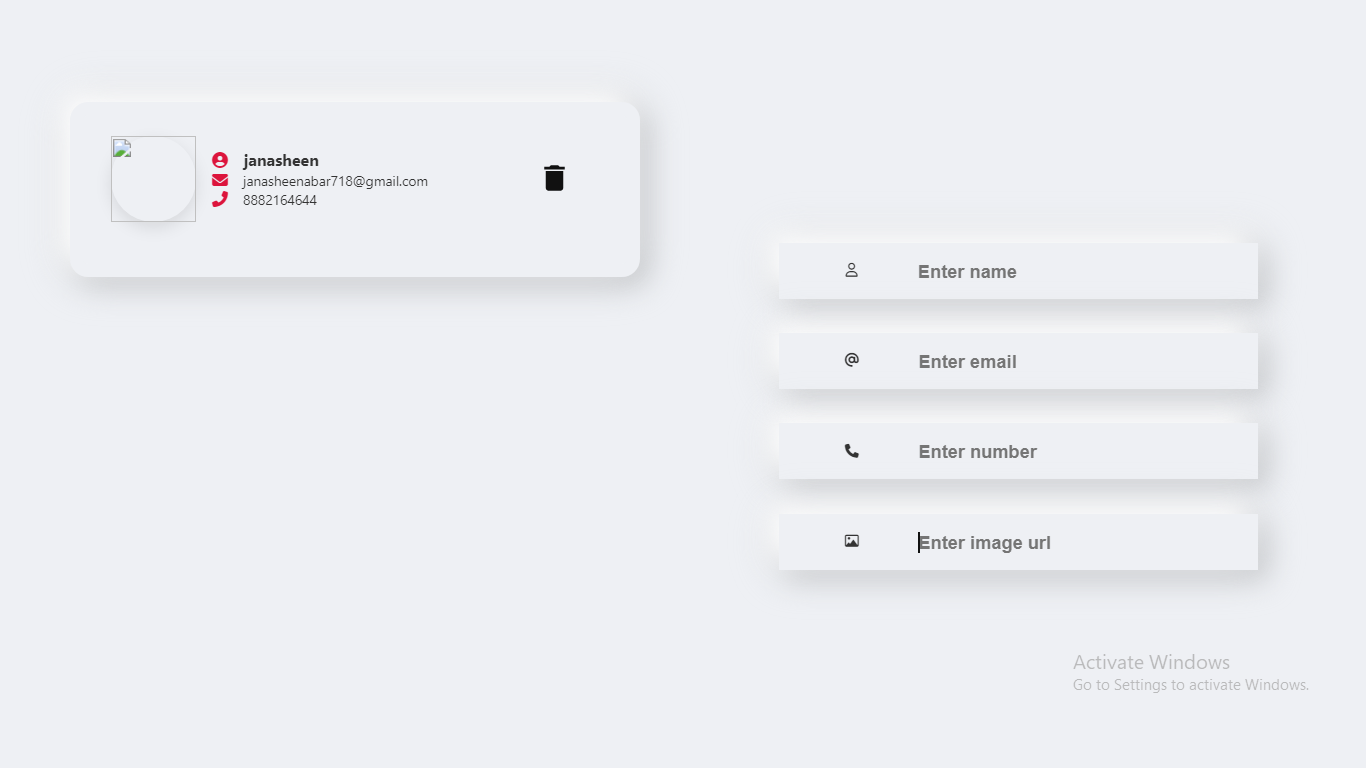 janasheen
janasheenabar718@gmail.com
8882164644
Enter name
Enter email
Enter number
Enter image url
Activate Windows
Go to Settings to activate Windows.